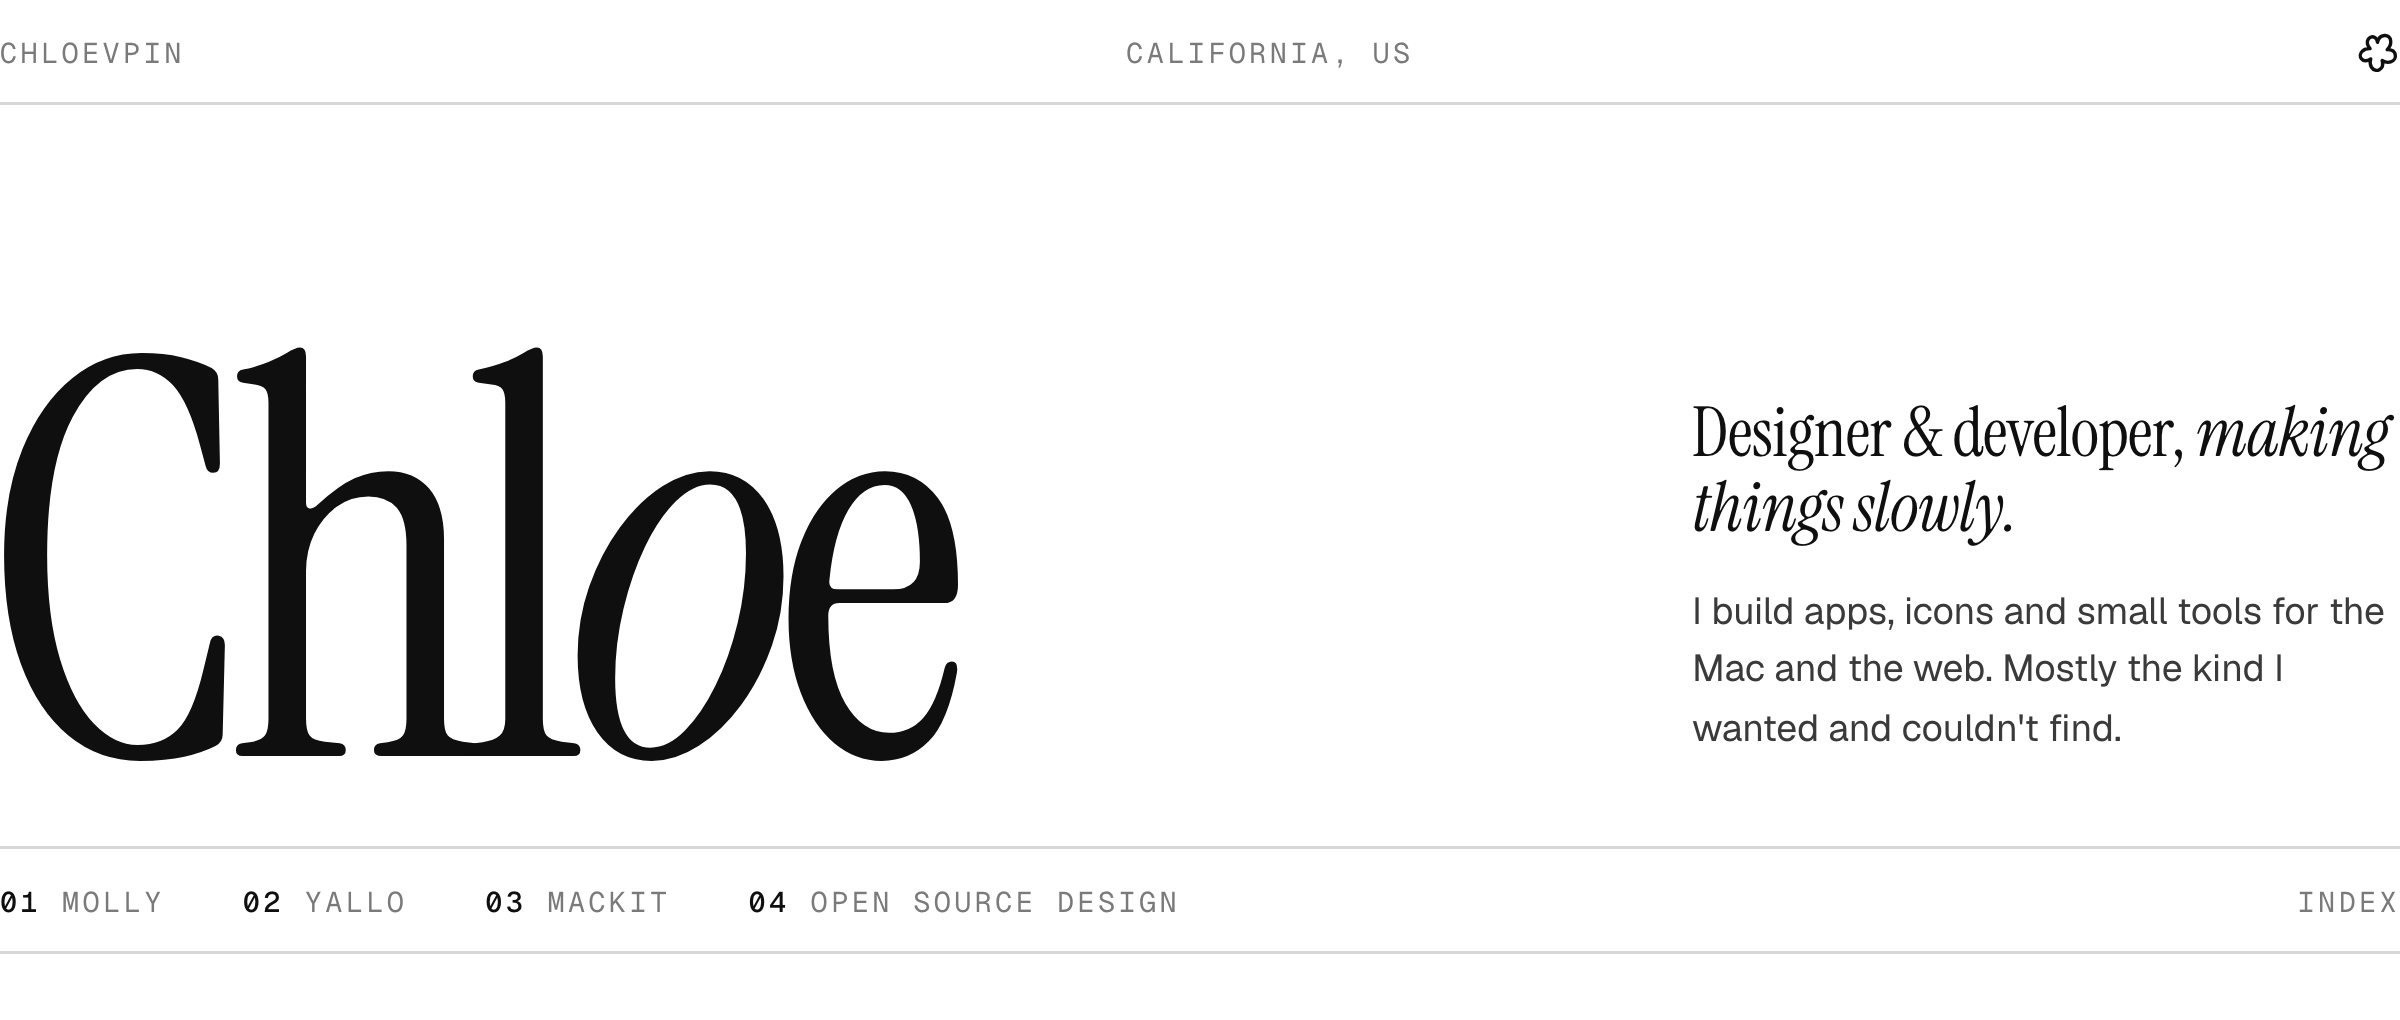 CHLOEVPIN
CALIFORNIA, US
Chloe
Designer & developer, making
things slowly.
I build apps, icons and small tools for the
Mac and the web. Mostly the kind I
wanted and couldn't find.
01 MOLLY 02 YALLO 03 MACKIT 04 OPEN SOURCE DESIGN
INDEX